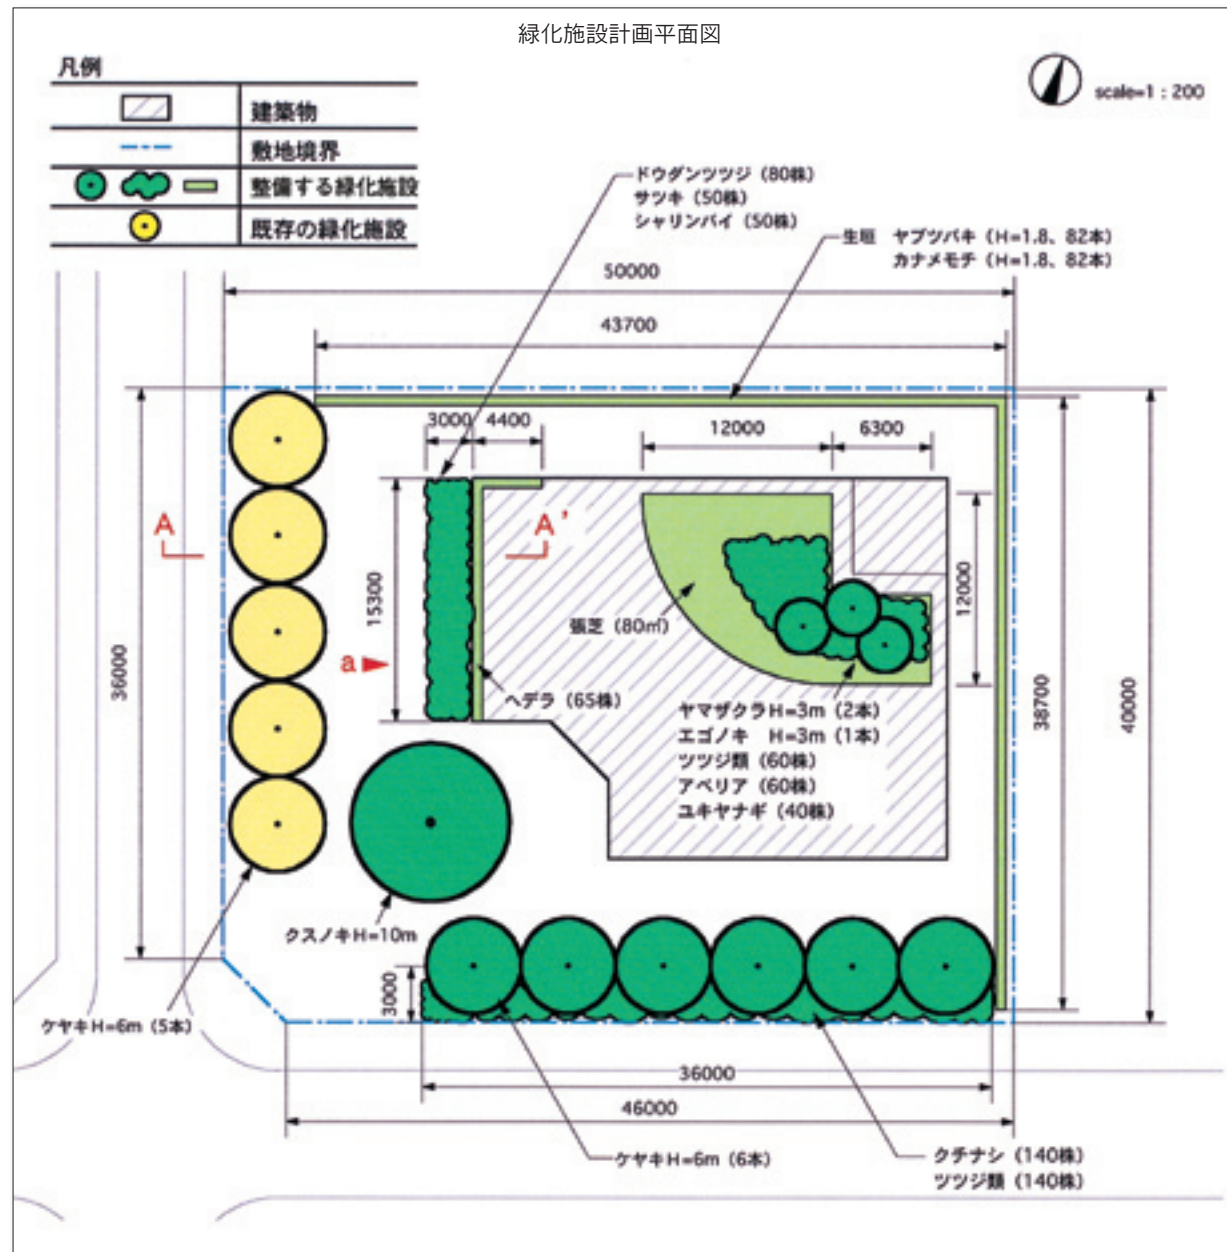 緑化施設計画平面図
凡例
建築物
敷地境界
整備する緑化施設
既存の緑化施設
scale=1：200
ドウダンツツジ（80株）
サツキ（50株）
シャリンバイ（50株）
生垣　ヤブツバキ（H=1.8、82本）
カナメモチ（H=1.8、82本）
50000
43700
3000
4400
12000
6300
A
A'
15300
12000
36000
a
張芝（80㎡）
38700
40000
ヘデラ（65株）
ヤマザクラH=3m（2本）
エゴノキ　H=3m（1本）
ツツジ類（60株）
アベリア（60株）
ユキヤナギ（40株）
クスノキH=10m
3000
ケヤキH=6m（5本）
36000
46000
ケヤキH=6m（6本）
クチナシ（140株）
ツツジ類（140株）